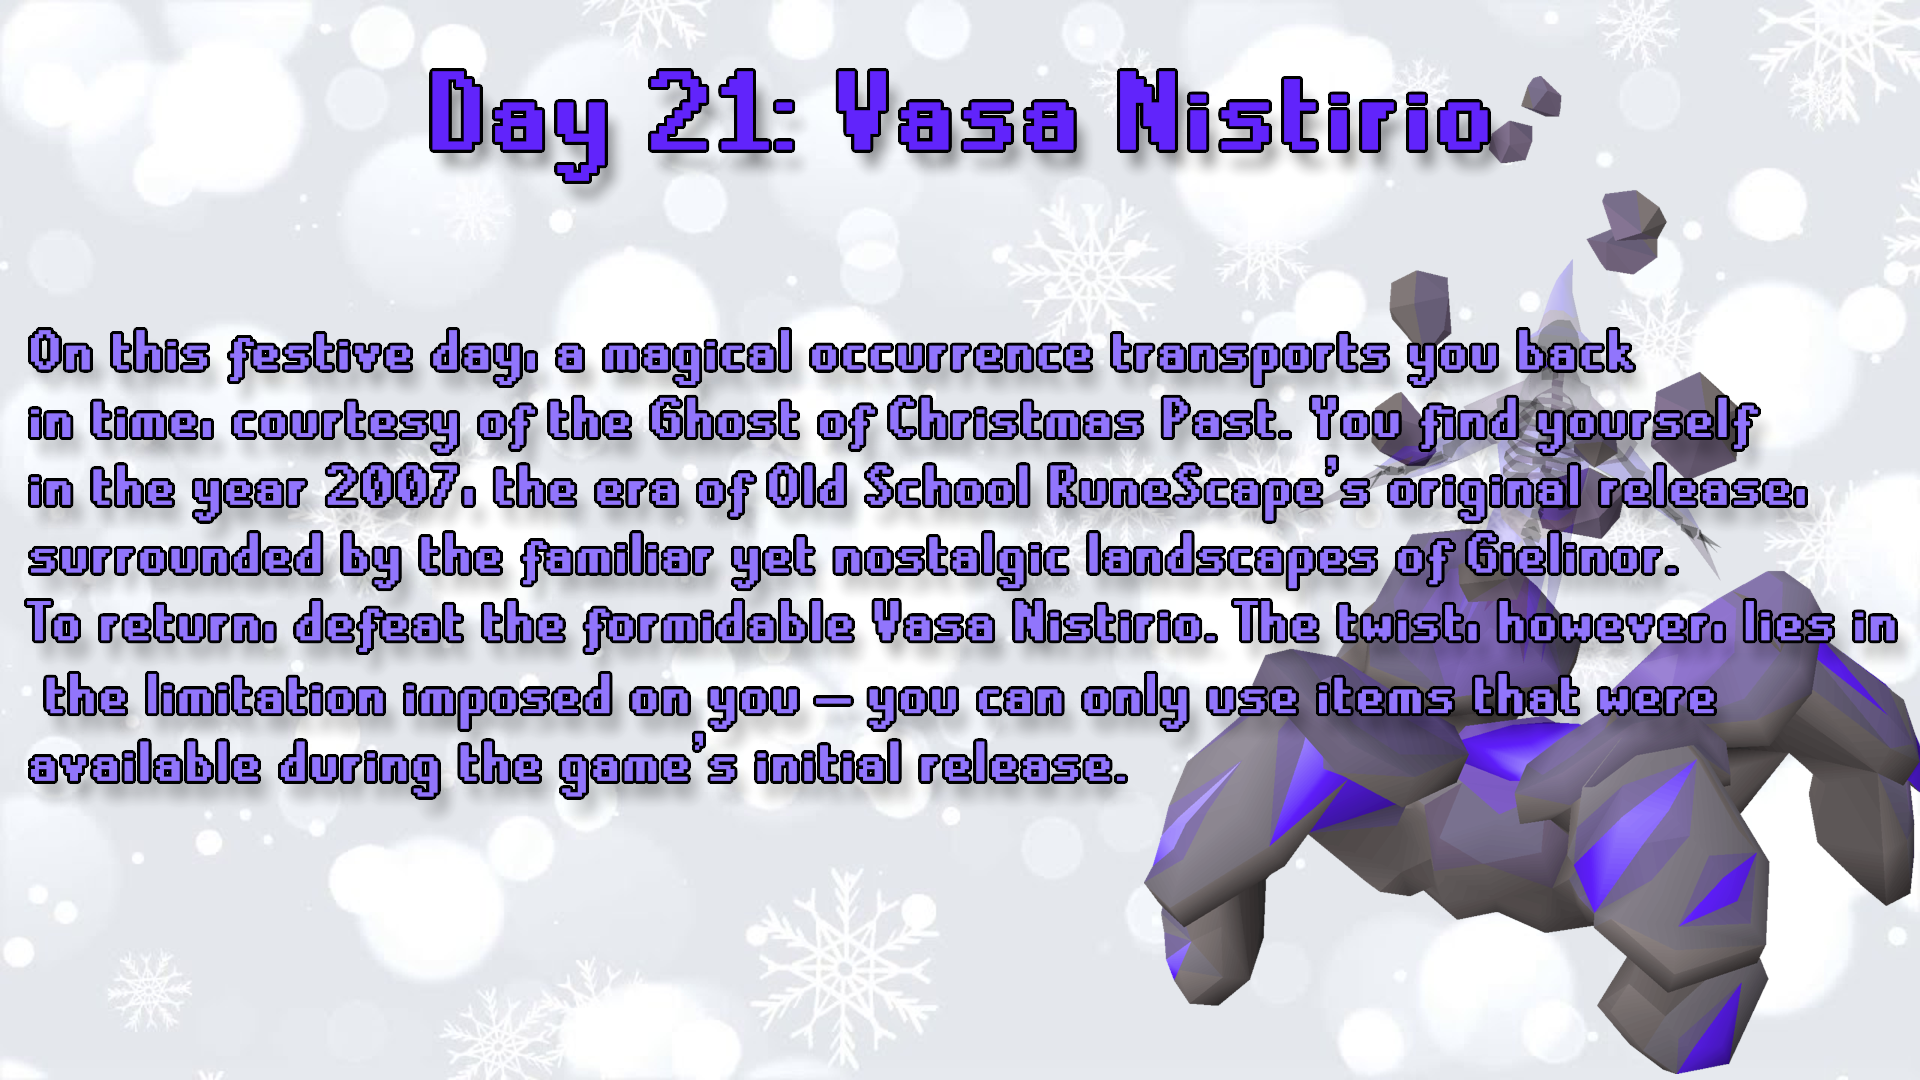 Day 21: Vasa Nistirio
On this festive day, a magical occurrence transports you back
in time, courtesy of the Ghost of Christmas Past. You find yourself
in the year 2007, the era of Old School RuneScape's original release,
surrounded by the familiar yet nostalgic landscapes of Gielinor.
To return, defeat the formidable Vasa Nistirio. The twist, however, lies in
the limitation imposed on you – you can only use items that were
available during the game's initial release.